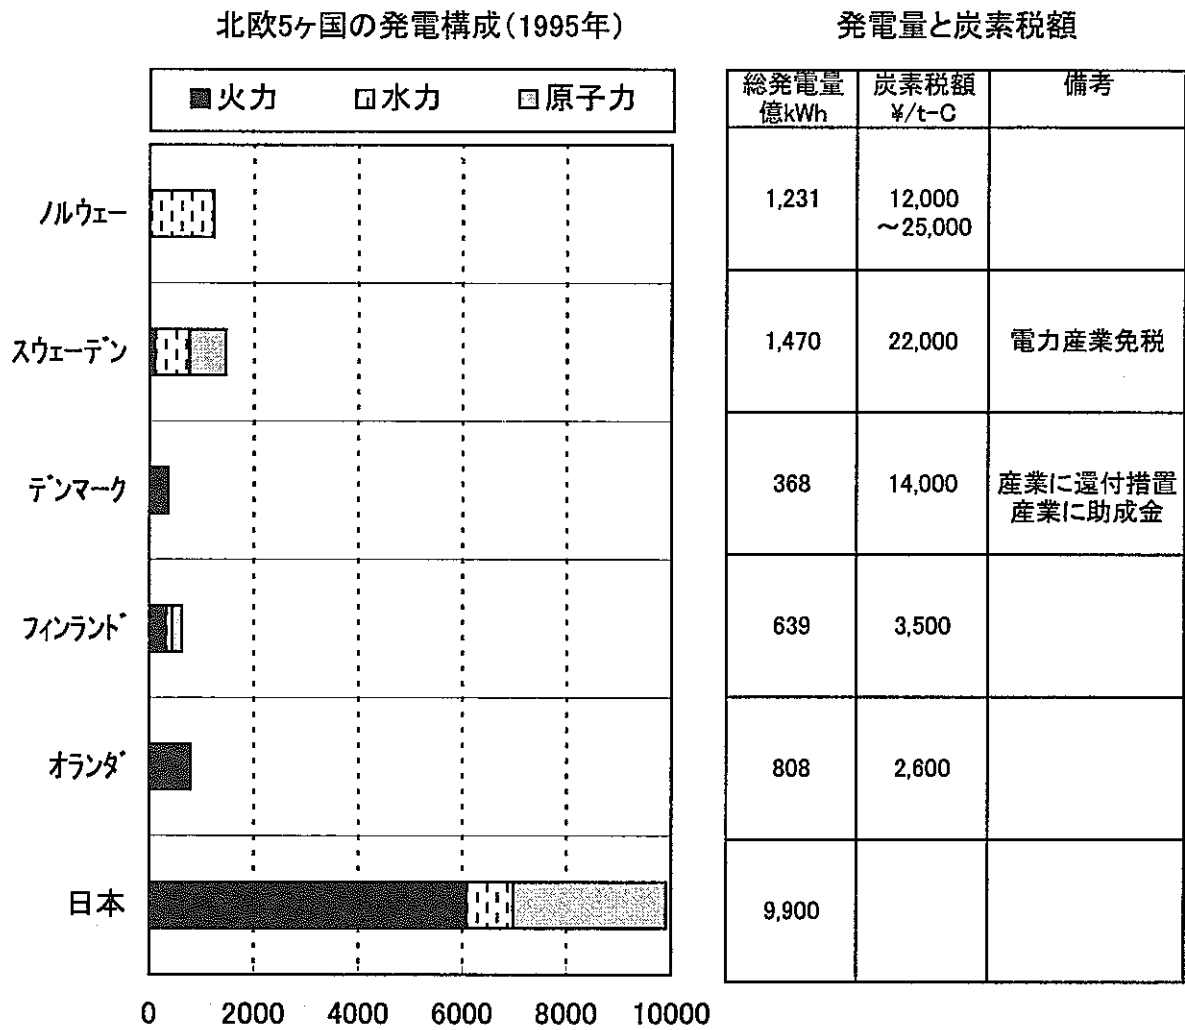 北欧5ヶ国の発電構成(1995年)
発電量と炭素税額
火力 水力 原子力
総発電量 炭素税額 備考
億kWh ¥/t-C
ノルウェー
1,231 12,000
～25,000
スウェーデン
1,470 22,000 電力産業免税
デンマーク
368 14,000 産業に還付措置
産業に助成金
フィンランド
639 3,500
オランダ
808 2,600
日本
9,900
0 2000 4000 6000 8000 10000